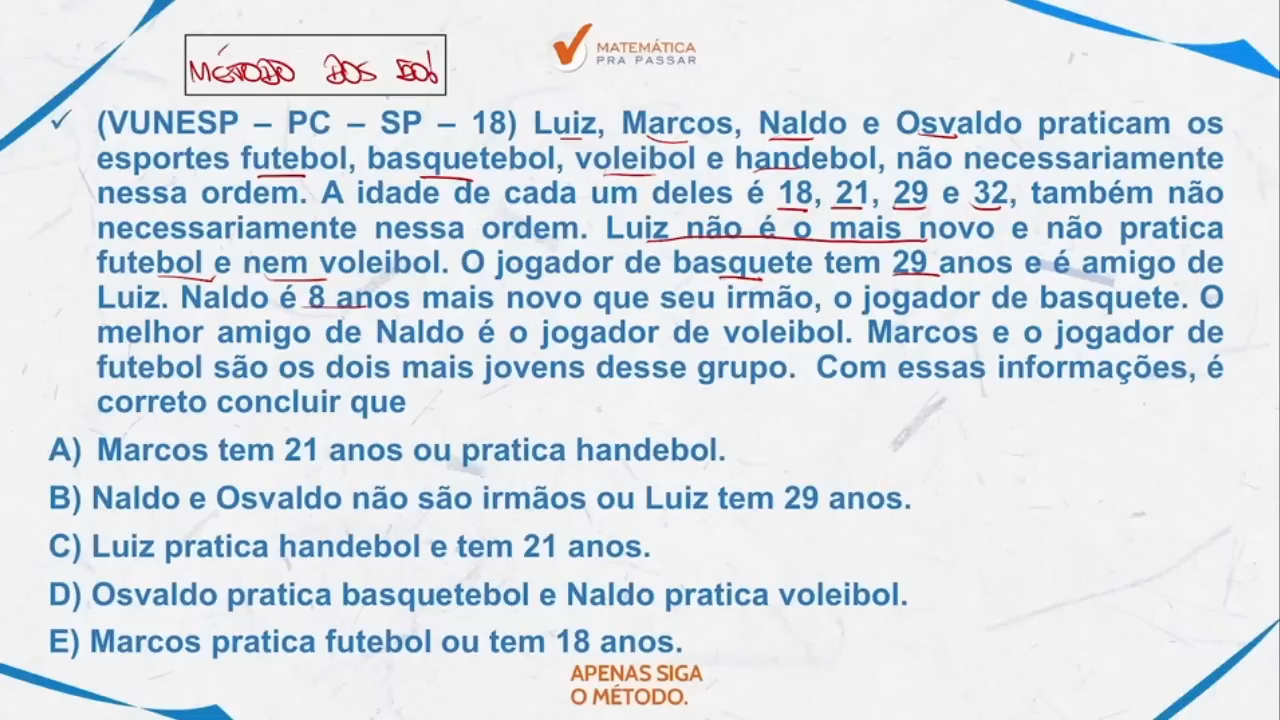 MÉTODO DOS 50!
MATEMÁTICA
PRA PASSAR
✓ (VUNESP – PC – SP – 18) Luiz, Marcos, Naldo e Osvaldo praticam os
esportes futebol, basquetebol, voleibol e handebol, não necessariamente
nessa ordem. A idade de cada um deles é 18, 21, 29 e 32, também não
necessariamente nessa ordem. Luiz não é o mais novo e não pratica
futebol e nem voleibol. O jogador de basquete tem 29 anos e é amigo de
Luiz. Naldo é 8 anos mais novo que seu irmão, o jogador de basquete. O
melhor amigo de Naldo é o jogador de voleibol. Marcos e o jogador de
futebol são os dois mais jovens desse grupo. Com essas informações, é
correto concluir que
A) Marcos tem 21 anos ou pratica handebol.
B) Naldo e Osvaldo não são irmãos ou Luiz tem 29 anos.
C) Luiz pratica handebol e tem 21 anos.
D) Osvaldo pratica basquetebol e Naldo pratica voleibol.
E) Marcos pratica futebol ou tem 18 anos.
APENAS SIGA
O MÉTODO.